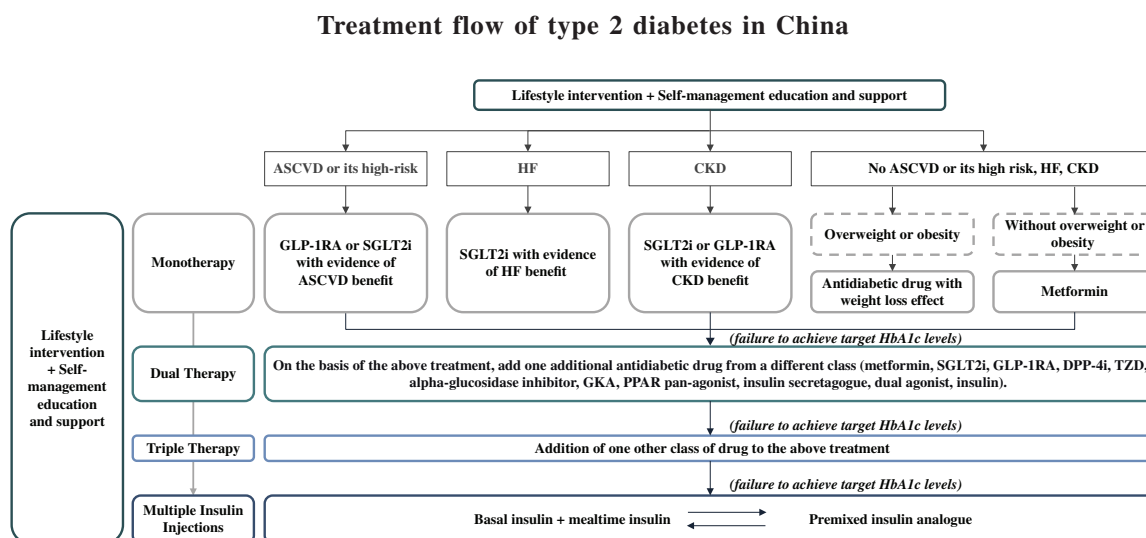 Treatment flow of type 2 diabetes in China
Lifestyle intervention + Self-management education and support
ASCVD or its high-risk
HF
CKD
No ASCVD or its high risk, HF, CKD
Lifestyle
intervention
+ Self-
management
education
and support
Monotherapy
GLP-1RA or SGLT2i
with evidence of
ASCVD benefit
SGLT2i with evidence
of HF benefit
SGLT2i or GLP-1RA
with evidence of
CKD benefit
Overweight or obesity
Without overweight or
obesity
Antidiabetic drug with
weight loss effect
Metformin
(failure to achieve target HbA1c levels)
Dual Therapy
On the basis of the above treatment, add one additional antidiabetic drug from a different class (metformin, SGLT2i, GLP-1RA, DPP-4i, TZD,
alpha-glucosidase inhibitor, GKA, PPAR pan-agonist, insulin secretagogue, dual agonist, insulin).
(failure to achieve target HbA1c levels)
Triple Therapy
Addition of one other class of drug to the above treatment
(failure to achieve target HbA1c levels)
Multiple Insulin
Injections
Basal insulin + mealtime insulin
Premixed insulin analogue